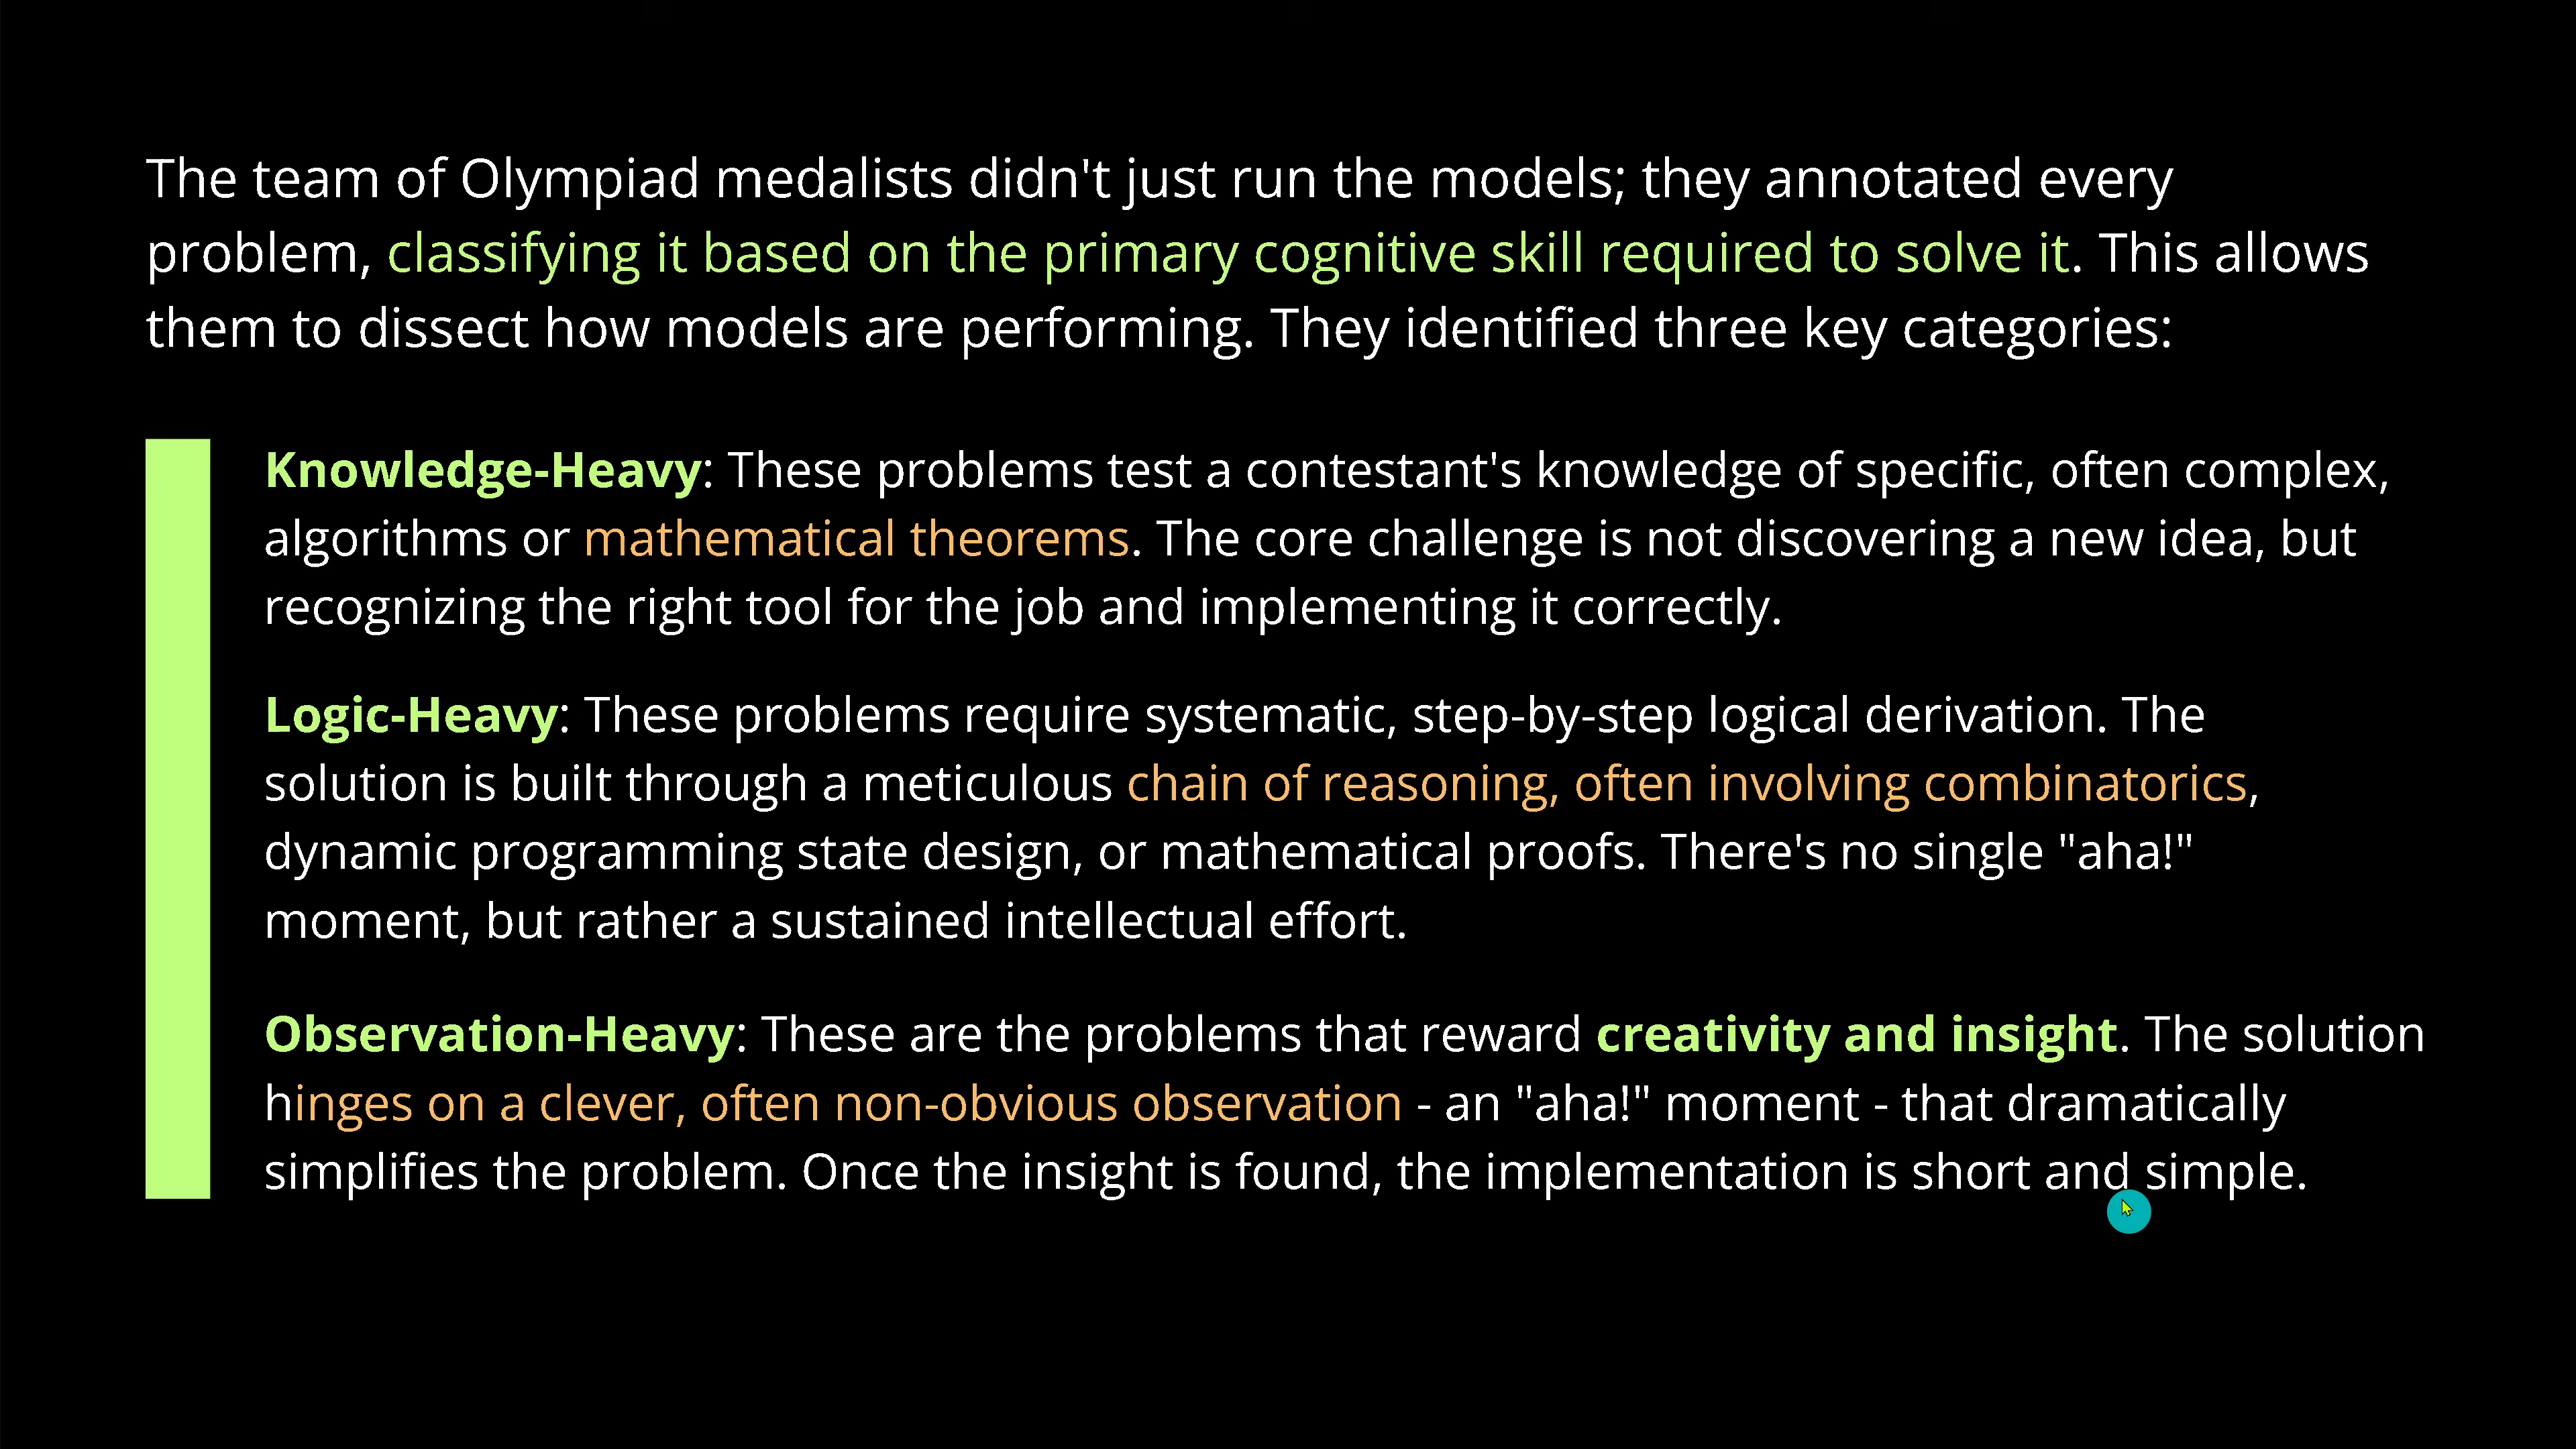 The team of Olympiad medalists didn't just run the models; they annotated every
problem, classifying it based on the primary cognitive skill required to solve it. This allows
them to dissect how models are performing. They identified three key categories:
Knowledge-Heavy: These problems test a contestant's knowledge of specific, often complex,
algorithms or mathematical theorems. The core challenge is not discovering a new idea, but
recognizing the right tool for the job and implementing it correctly.
Logic-Heavy: These problems require systematic, step-by-step logical derivation. The
solution is built through a meticulous chain of reasoning, often involving combinatorics,
dynamic programming state design, or mathematical proofs. There's no single "aha!"
moment, but rather a sustained intellectual effort.
Observation-Heavy: These are the problems that reward creativity and insight. The solution
hinges on a clever, often non-obvious observation - an "aha!" moment - that dramatically
simplifies the problem. Once the insight is found, the implementation is short and simple.